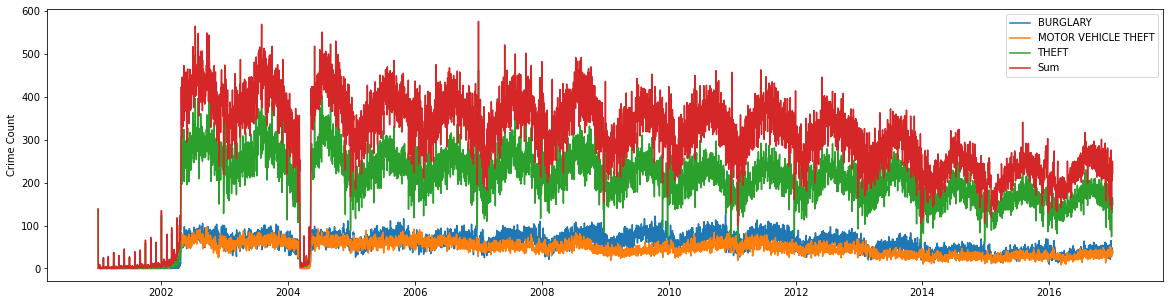 600
500
400
300
200
100
0
Crime Count
2002 2004 2006 2008 2010 2012 2014 2016
BURGLARY
MOTOR VEHICLE THEFT
THEFT
Sum